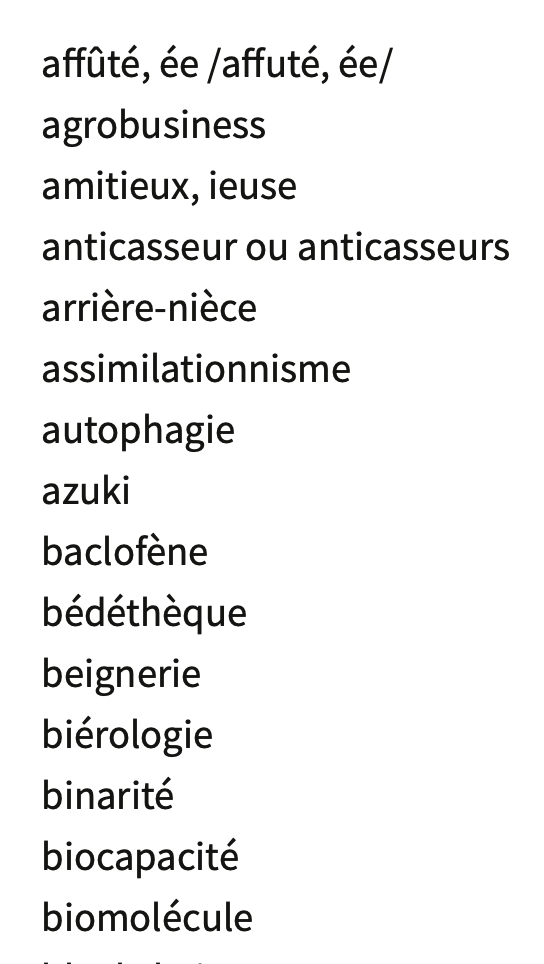 affûté, ée /affuté, ée/
agrobusiness
amitieux, ieuse
anticasseur ou anticasseurs
arrière-nièce
assimilationnisme
autophagie
azuki
baclofène
bédéthèque
beignerie
biérologie
binarité
biocapacité
biomolécule